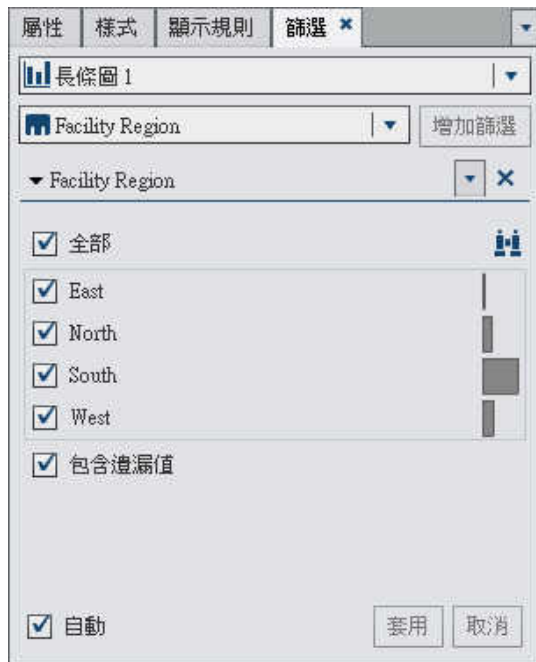 屬性 樣式 顯示規則 篩選
長條圖 1
Facility Region 增加篩選
Facility Region
全部
East
North
South
West
包含遺漏值
自動 套用 取消